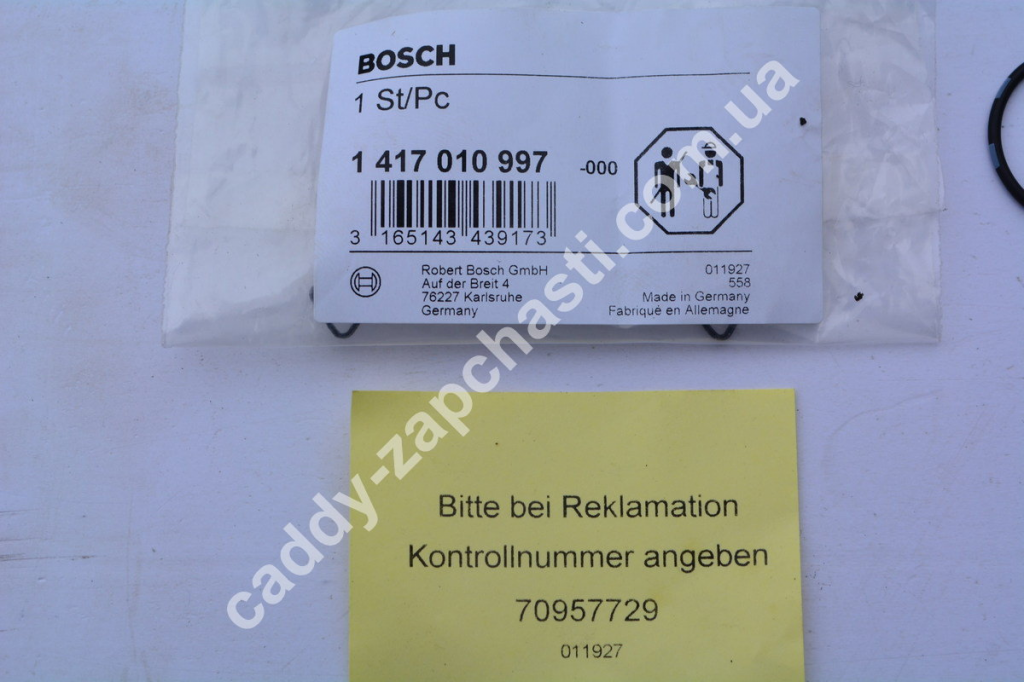 BOSCH
1 St/Pc
1 417 010 997 -000
3 165143 439173
Robert Bosch GmbH
Auf der Breit 4
76227 Karlsruhe
Germany
011927
558
Made in Germany
Fabriqué en Allemagne
caddy-zapchasti.com.ua
Bitte bei Reklamation
Kontrollnummer angeben
70957729
011927